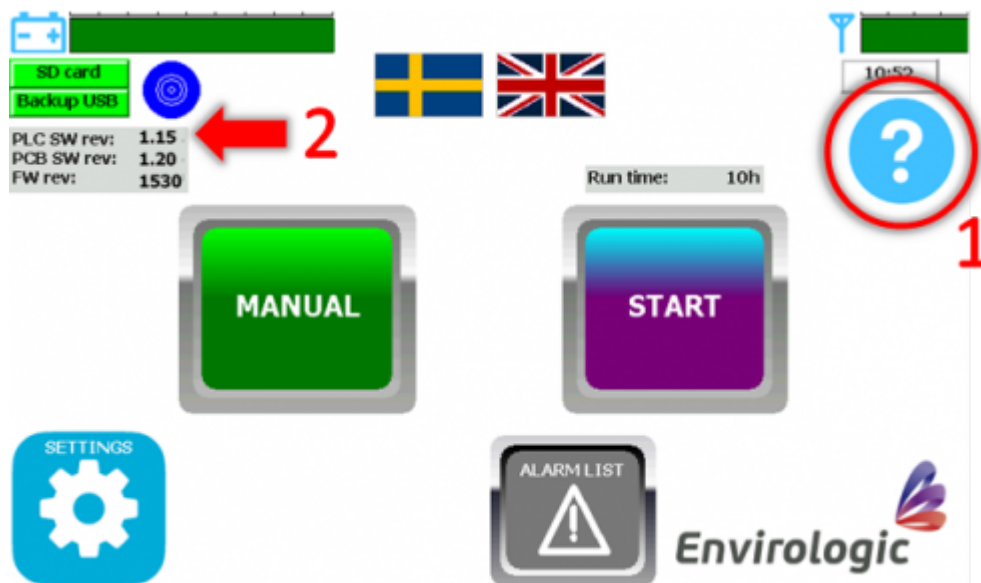 - +
SD card
10:52
Backup USB
?
PLC SW rev: 1.15
2
PCB SW rev: 1.20
FW rev: 1530
Run time: 10h
1
MANUAL
START
SETTINGS
ALARM LIST
!
Envirologic